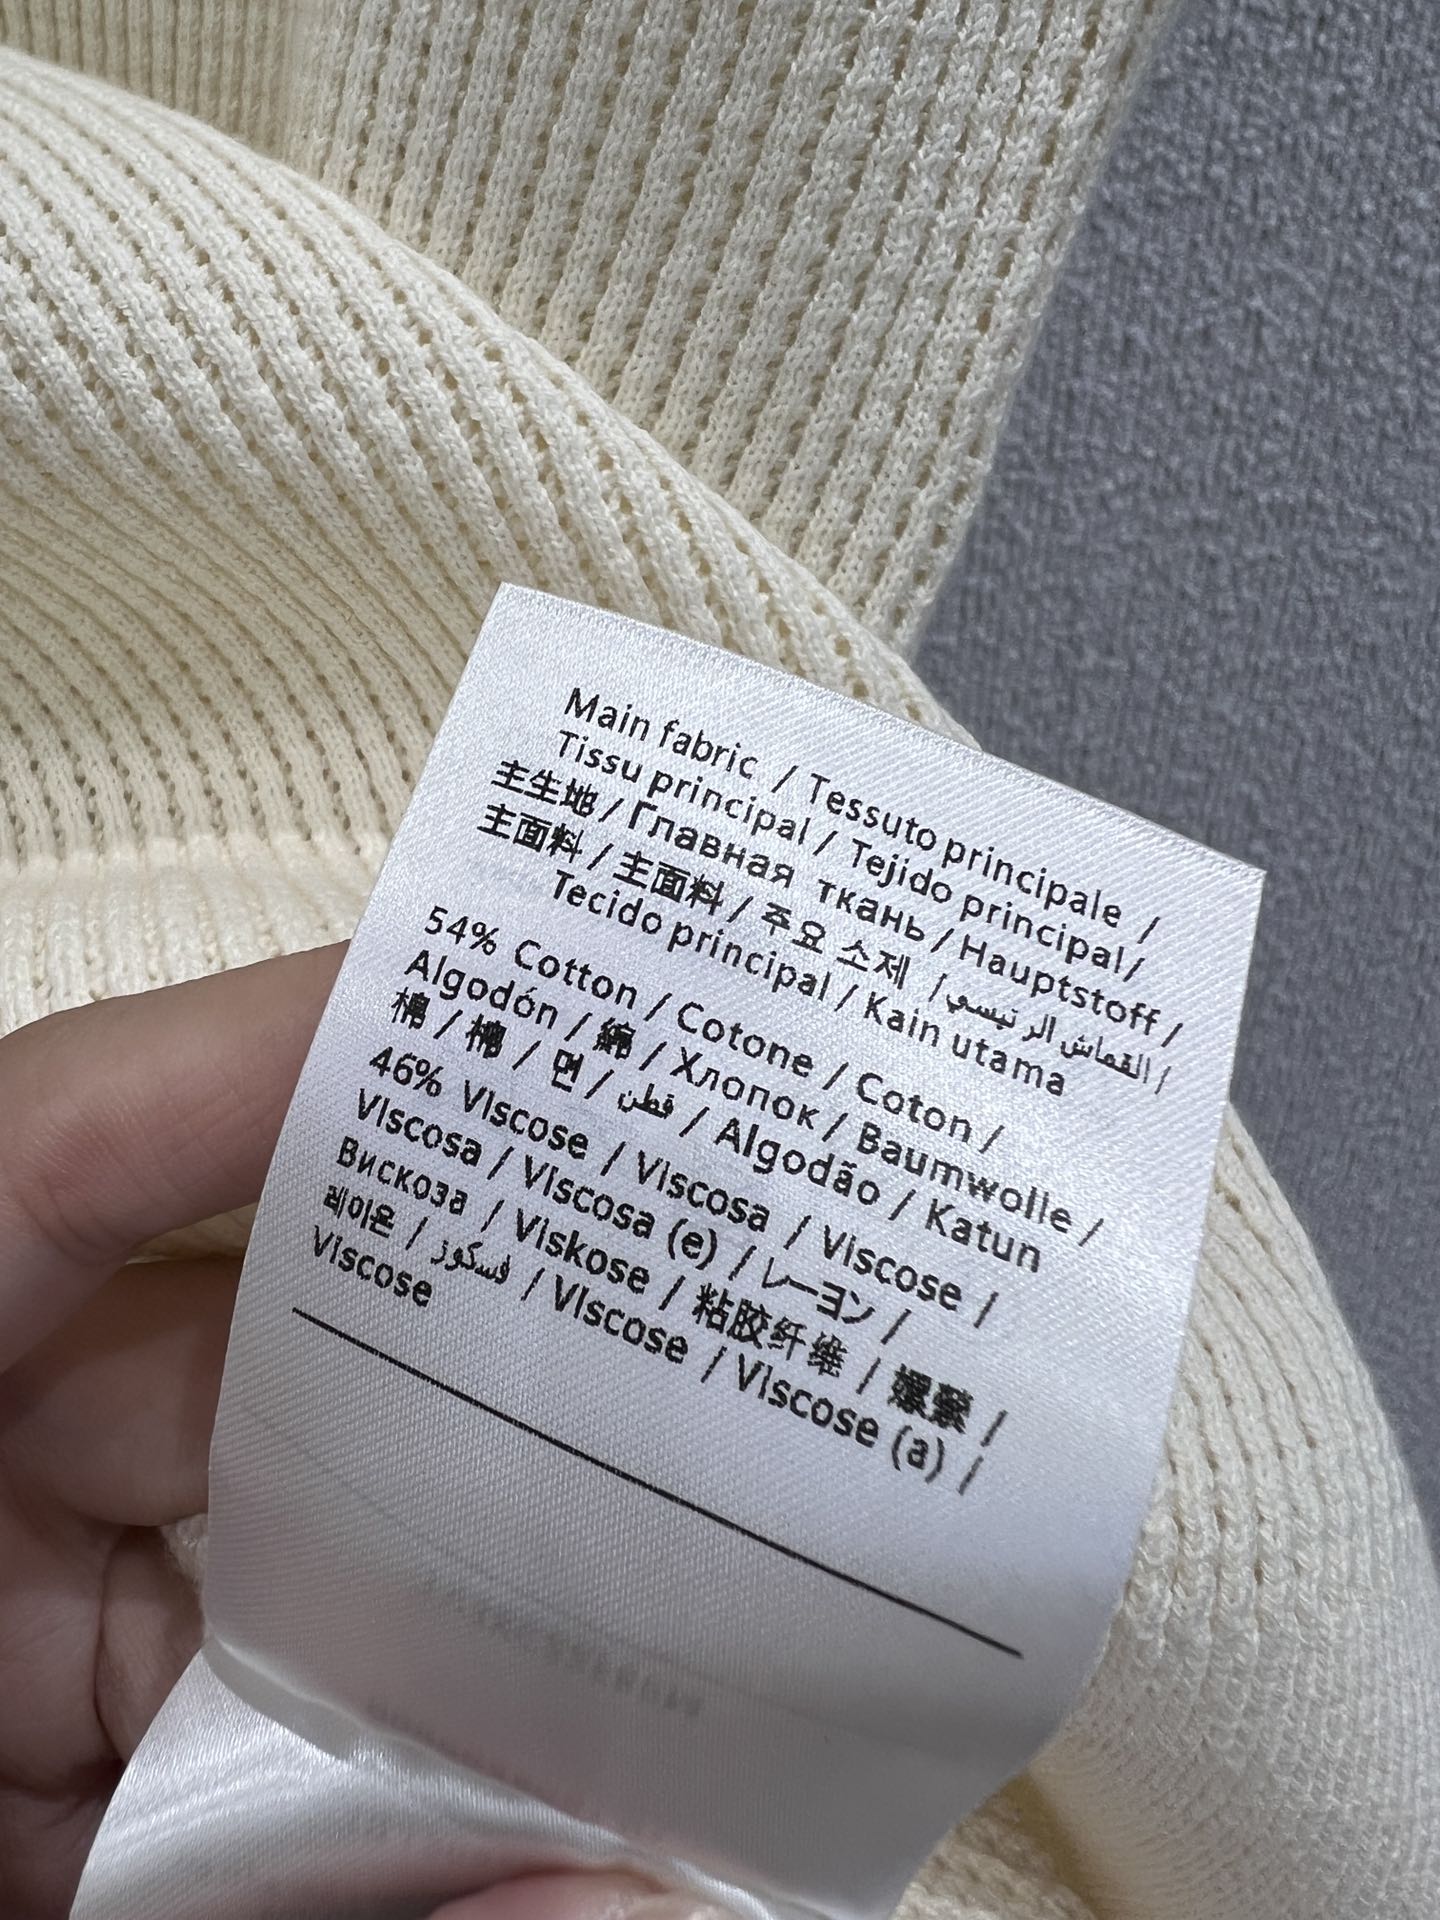 Main fabric / Tessuto principale /
Tissu principal / Tejido principal/
主生地 / Главная ткань / Hauptstoff /
主面料 / 主面料 / 주요 소제 / القماش الرتيسي /
Tecido principal / Kain utama
54% Cotton / Cotone / Coton /
Algodón / 綿 / Хлопок / Baumwolle /
棉 / 棉 / 면 / قطن / Algodão / Katun
46% VIscose / Viscosa / Viscose /
VIscosa / VIscosa (e) / レーヨン /
Вискоза / Viskose / 粘胶纤维 / 嫘縈 /
레이온 / فسكوز / VIscose / Viscose (a) /
Viscose